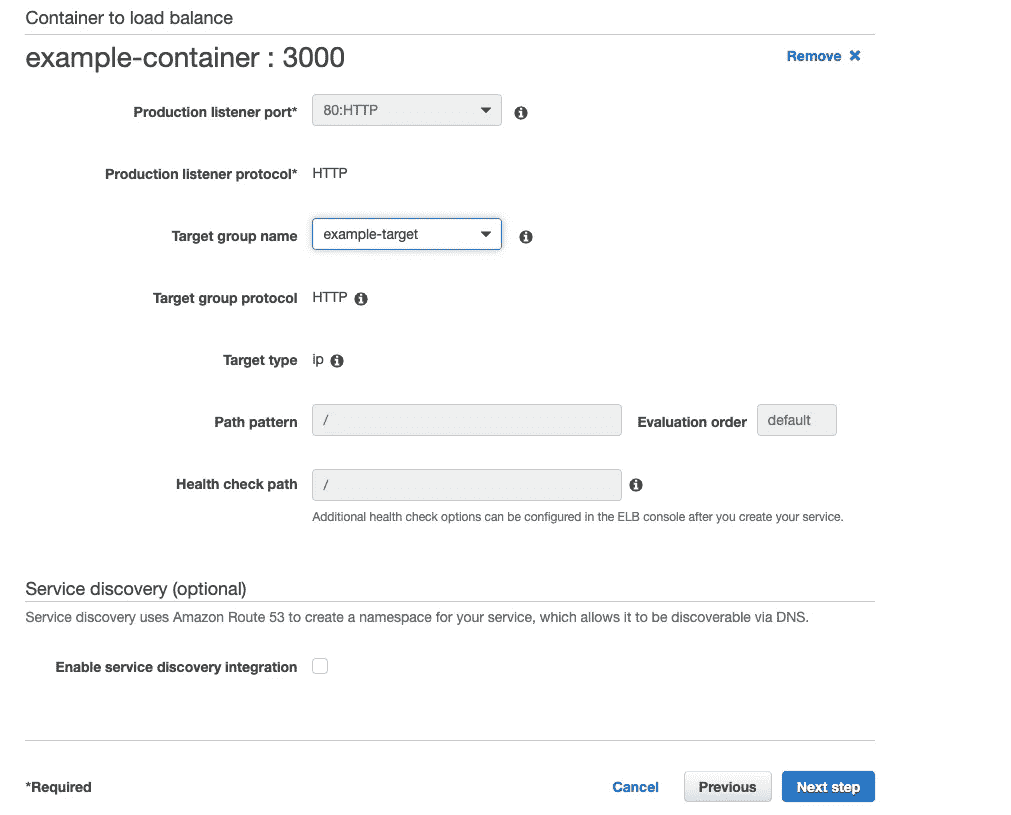 Container to load balance
example-container : 3000
Remove ✖
Production listener port* 80:HTTP
Production listener protocol* HTTP
Target group name example-target
Target group protocol HTTP
Target type ip
Path pattern / Evaluation order default
Health check path /
Additional health check options can be configured in the ELB console after you create your service.
Service discovery (optional)
Service discovery uses Amazon Route 53 to create a namespace for your service, which allows it to be discoverable via DNS.
Enable service discovery integration
*Required Cancel Previous Next step